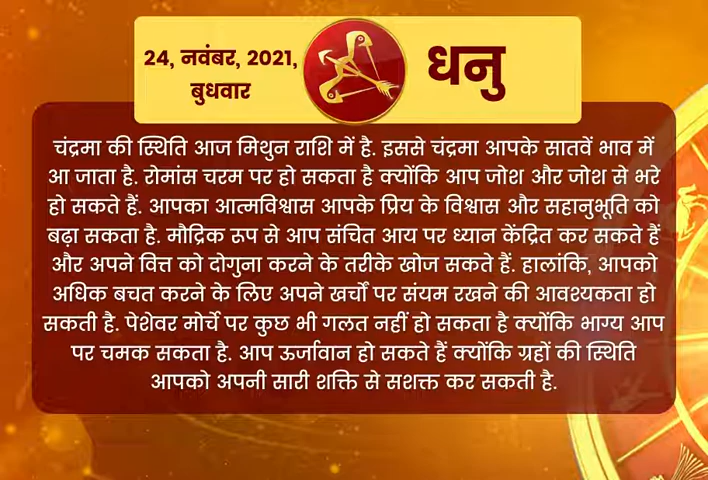 24, नवंबर, 2021,
बुधवार
धनु
चंद्रमा की स्थिति आज मिथुन राशि में है. इससे चंद्रमा आपके सातवें भाव में
आ जाता है. रोमांस चरम पर हो सकता है क्योंकि आप जोश और जोश से भरे
हो सकते हैं. आपका आत्मविश्वास आपके प्रिय के विश्वास और सहानुभूति को
बढ़ा सकता है. मौद्रिक रूप से आप संचित आय पर ध्यान केंद्रित कर सकते हैं
और अपने वित्त को दोगुना करने के तरीके खोज सकते हैं. हालांकि, आपको
अधिक बचत करने के लिए अपने खर्चों पर संयम रखने की आवश्यकता हो
सकती है. पेशेवर मोर्चे पर कुछ भी गलत नहीं हो सकता है क्योंकि भाग्य आप
पर चमक सकता है. आप ऊर्जावान हो सकते हैं क्योंकि ग्रहों की स्थिति
आपको अपनी सारी शक्ति से सशक्त कर सकती है.